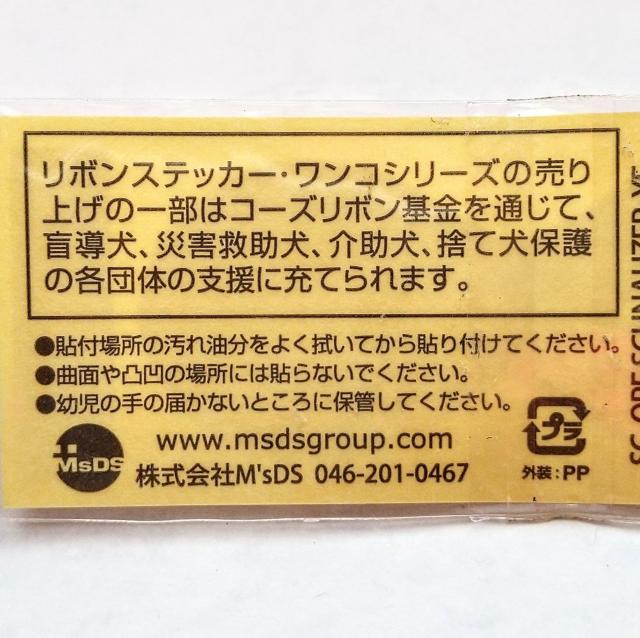 リボンステッカー・ワンコシリーズの売り
上げの一部はコーズリボン基金を通じて、
盲導犬、災害救助犬、介助犬、捨て犬保護
の各団体の支援に充てられます。
●貼付場所の汚れ油分をよく拭いてから貼り付けてください。
●曲面や凸凹の場所には貼らないでください。
●幼児の手の届かないところに保管してください。
M'sDS
www.msdsgroup.com
株式会社M'sDS 046-201-0467
プラ
外装:PP